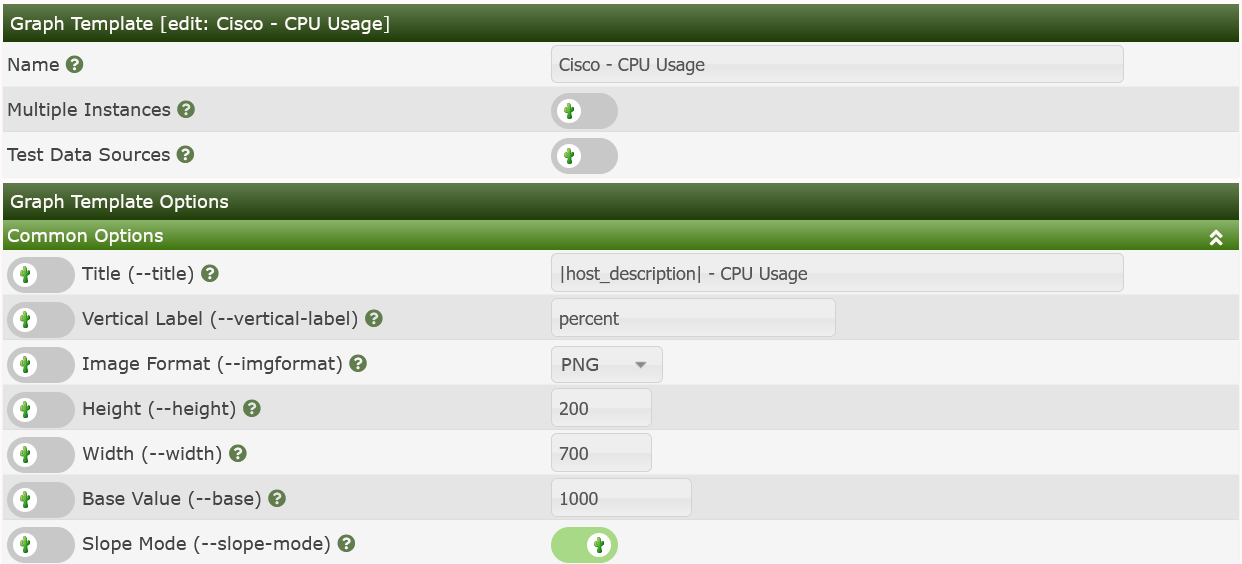 Graph Template [edit: Cisco - CPU Usage]
Name Cisco - CPU Usage
Multiple Instances
Test Data Sources
Graph Template Options
Common Options
Title (--title) |host_description| - CPU Usage
Vertical Label (--vertical-label) percent
Image Format (--imgformat) PNG
Height (--height) 200
Width (--width) 700
Base Value (--base) 1000
Slope Mode (--slope-mode)